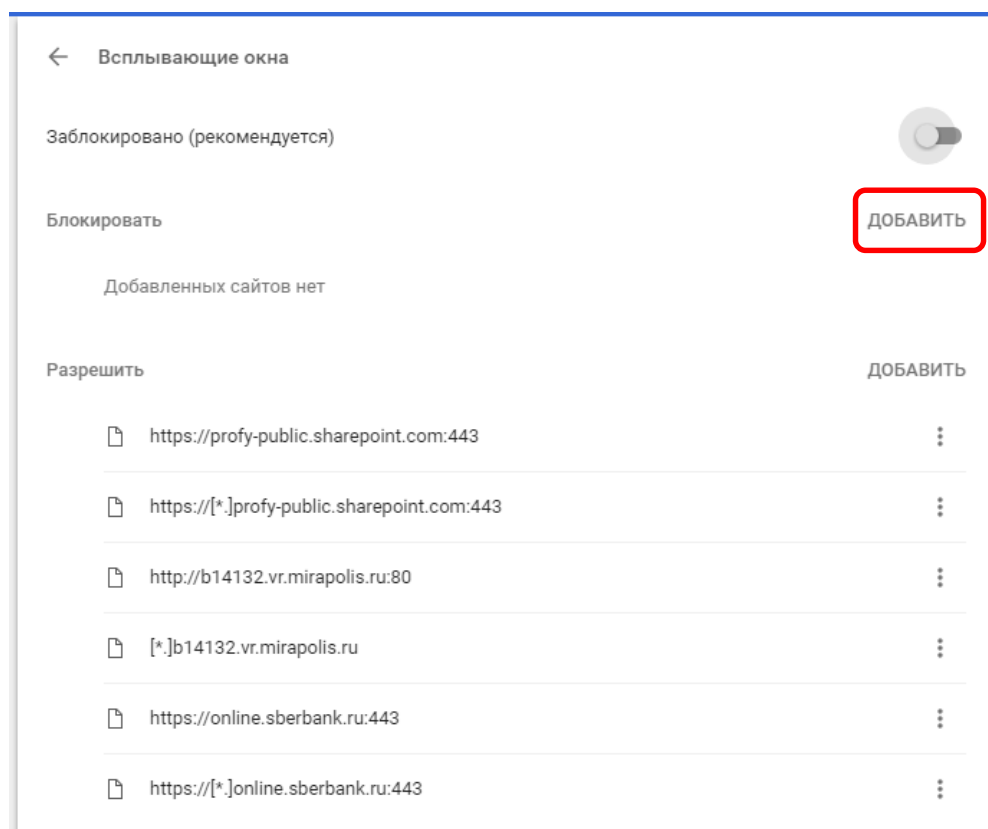 Всплывающие окна
Заблокировано (рекомендуется)
Блокировать ДОБАВИТЬ
Добавленных сайтов нет
Разрешить ДОБАВИТЬ
https://profy-public.sharepoint.com:443
https://[*.]profy-public.sharepoint.com:443
http://b14132.vr.mirapolis.ru:80
[*.]b14132.vr.mirapolis.ru
https://online.sberbank.ru:443
https://[*.]online.sberbank.ru:443